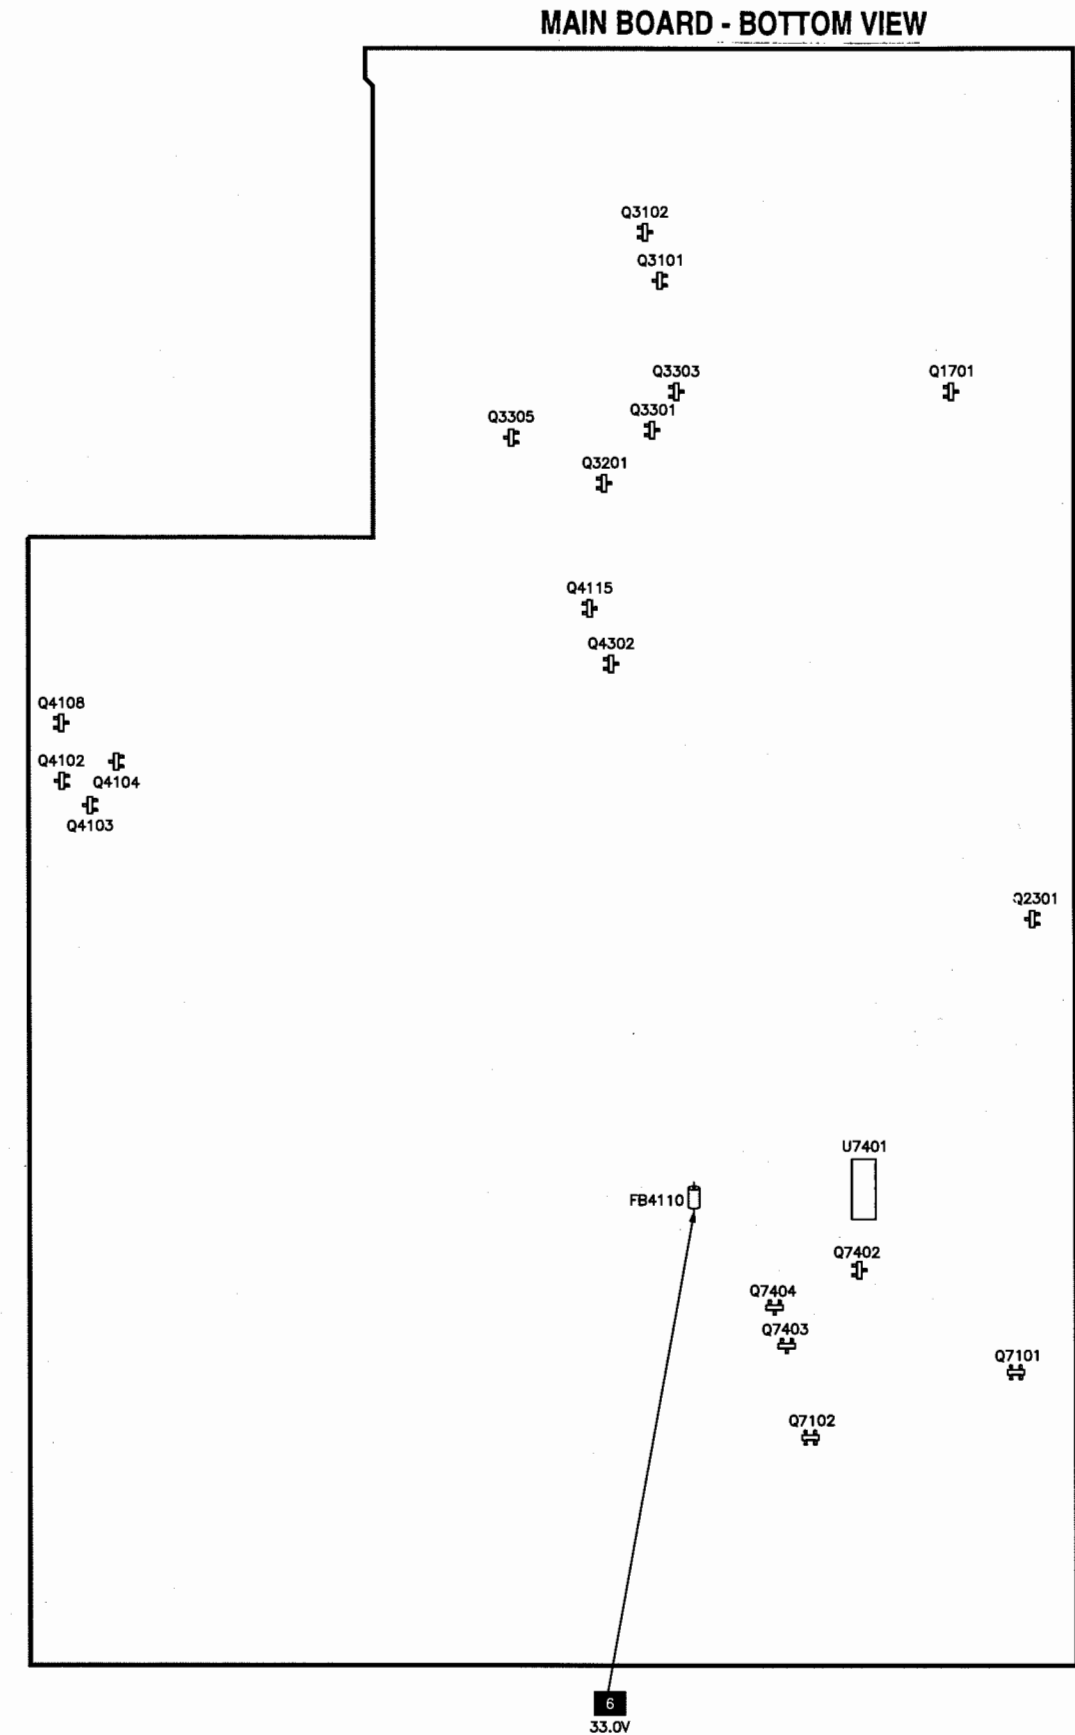 MAIN BOARD - BOTTOM VIEW
Q3102
Q3101
Q3303
Q1701
Q3301
Q3305
Q3201
Q4115
Q4302
Q4108
Q4102
Q4104
Q4103
Q2301
U7401
FB4110
Q7402
Q7404
Q7403
Q7101
Q7102
6
33.0V